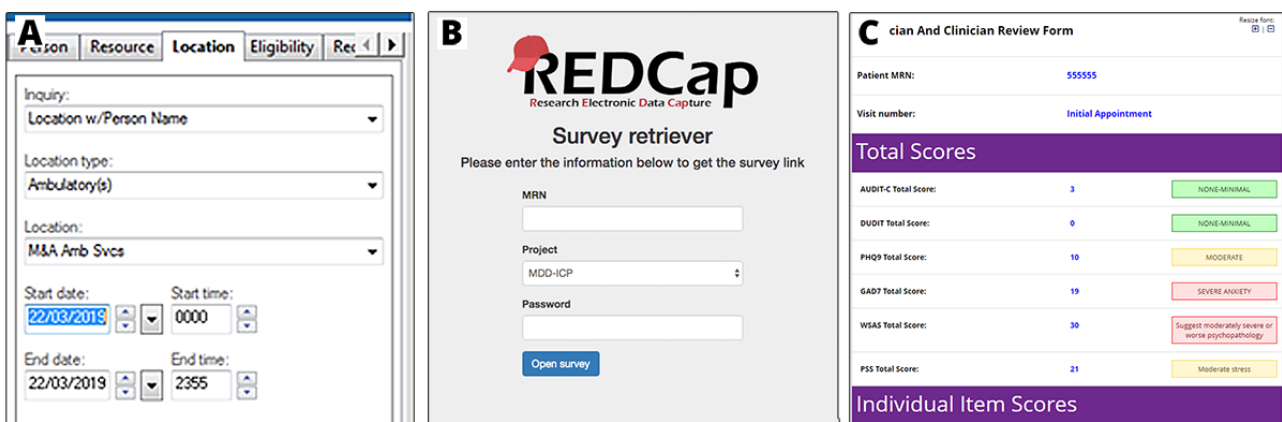 A
erson
Resource
Location
Eligibility
Inquiry:
Location w/Person Name
Location type:
Ambulatory(s)
Location:
M&A Amb Svcs
Start date:
Start time:
22/03/2019
0000
End date:
End time:
22/03/2019
2355
B
REDCap
Research Electronic Data Capture
Survey retriever
Please enter the information below to get the survey link
MRN
Project
MDD-ICP
Password
Open survey
C
cian And Clinician Review Form
Resize font:
Patient MRN:
555555
Visit number:
Initial Appointment
Total Scores
AUDIT-C Total Score:
3
NONE-MINIMAL
DUDIT Total Score:
0
NONE-MINIMAL
PHQ9 Total Score:
10
MODERATE
GAD7 Total Score:
19
SEVERE ANXIETY
WSAS Total Score:
30
Suggest moderately severe or
worse psychopathology
PSS Total Score:
21
Moderate stress
Individual Item Scores